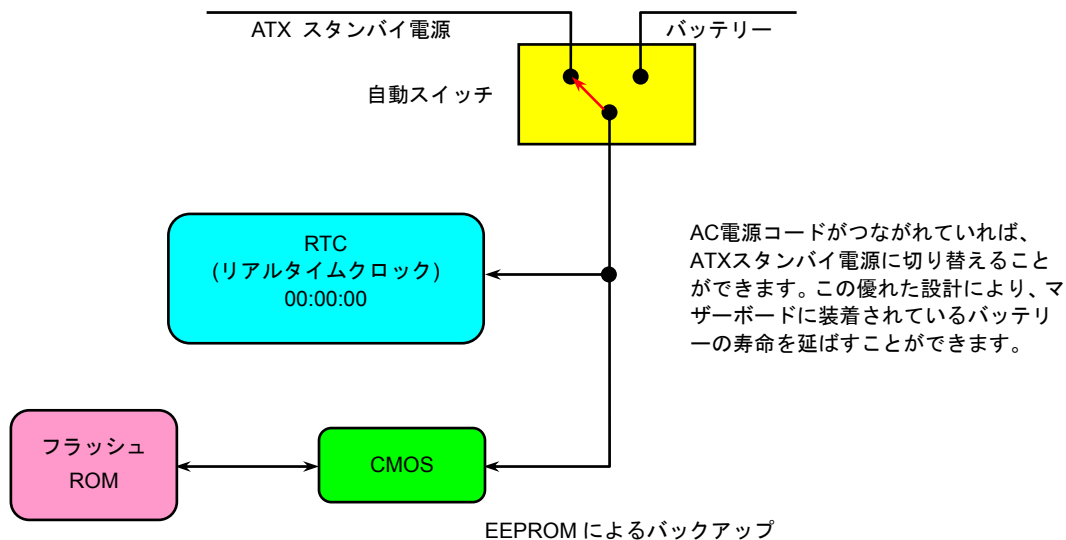 ATX スタンバイ電源
バッテリー
自動スイッチ
RTC
(リアルタイムクロック)
00:00:00
AC電源コードがつながれていれば、
ATXスタンバイ電源に切り替えること
ができます。この優れた設計により、マ
ザーボードに装着されているバッテリ
ーの寿命を延ばすことができます。
フラッシュ
ROM
CMOS
EEPROM によるバックアップ